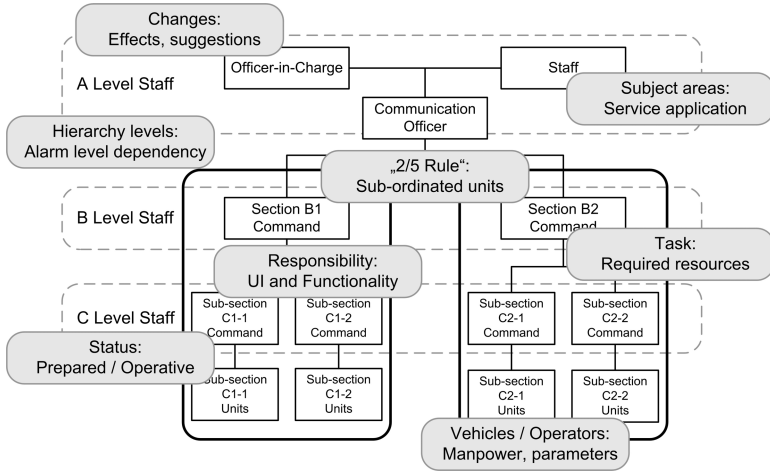 Changes:
Effects, suggestions
Officer-in-Charge
Staff
A Level Staff
Subject areas:
Service application
Communication
Officer
Hierarchy levels:
Alarm level dependency
„2/5 Rule“:
Sub-ordinated units
B Level Staff
Section B1
Command
Section B2
Command
Task:
Required resources
Responsibility:
UI and Functionality
C Level Staff
Sub-section
C1-1
Command
Sub-section
C1-2
Command
Sub-section
C2-1
Command
Sub-section
C2-2
Command
Status:
Prepared / Operative
Sub-section
C1-1
Units
Sub-section
C1-2
Units
Sub-section
C2-1
Units
Sub-section
C2-2
Units
Vehicles / Operators:
Manpower, parameters